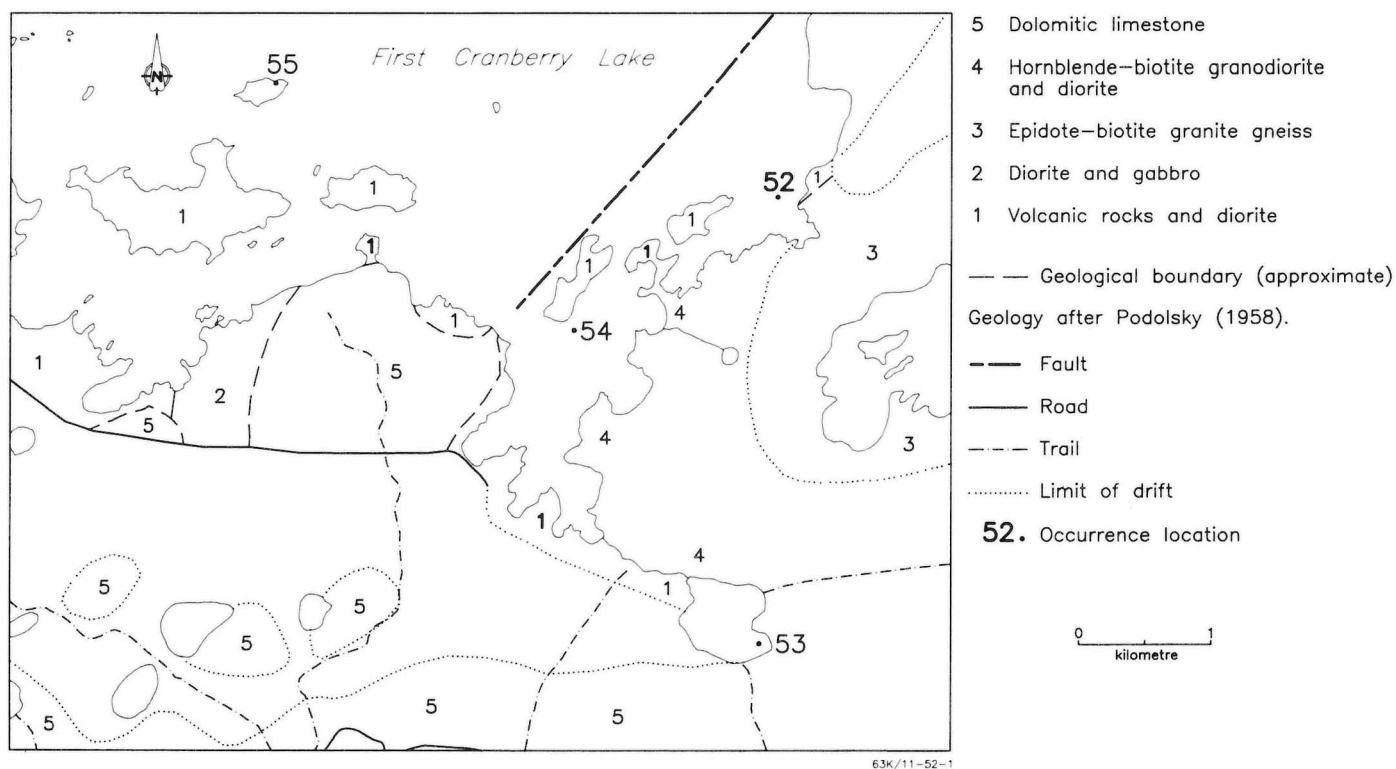 55
First Cranberry Lake
N
1
1
52
1
1
3
1
1
1
1
4
1
54
1
5
2
5
4
3
1
4
5
5
1
5
53
5
5
5
63K/11-52-1
5 Dolomitic limestone
4 Hornblende-biotite granodiorite
and diorite
3 Epidote-biotite granite gneiss
2 Diorite and gabbro
1 Volcanic rocks and diorite
Geological boundary (approximate)
Geology after Podolsky (1958).
Fault
Road
Trail
Limit of drift
52. Occurrence location
0 1
kilometre